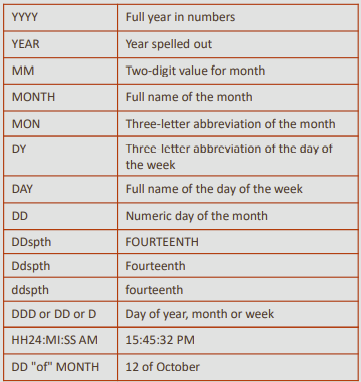 YYYY Full year in numbers
YEAR Year spelled out
MM Two-digit value for month
MONTH Full name of the month
MON Three-letter abbreviation of the month
DY Three-letter abbreviation of the day of
the week
DAY Full name of the day of the week
DD Numeric day of the month
DDspth FOURTEENTH
Ddspth Fourteenth
ddspth fourteenth
DDD or DD or D Day of year, month or week
HH24:MI:SS AM 15:45:32 PM
DD "of" MONTH 12 of October